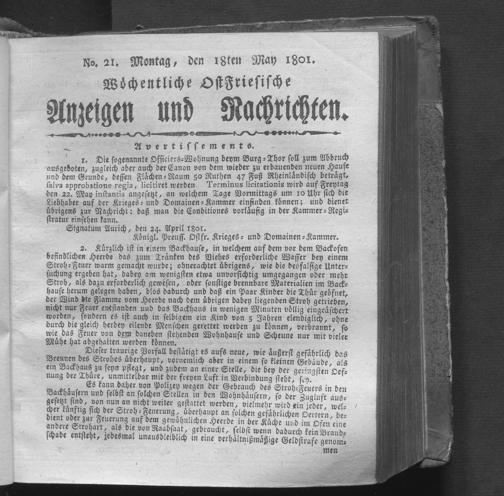 No. 21. Montag, den 18ten May 1801.
Wöchentliche Ostfriesische
Anzeigen und Nachrichten.
Avertissements.
1. Die sogenannte Officiers-Wohnung beym Burg-Thor soll zum Abbruch
ausgeboten, zugleich aber auch der Canon von dem wieder zu erbauenden neuen Hause
und dem Grunde, dessen Flächen-Raum 50 Ruthen 47 Fuß Rheinländisch beträgt,
salva approbatione regia, licitiret werden Terminus licitationis wird auf Freytag
den 22. May instantis angesetzt, an welchem Tage Vormittags um 10 Uhr sich die
Liebhaber auf der Krieges- und Domainen-Kammer einfinden können; und dienet
übrigens zur Nachricht: daß man die Conditiones vorläufig in der Kammer-Regi-
stratur einsehen kann.
Signatum Aurich, den 24. April 1801.
Königl. Preuss. Ostfr. Krieges- und Domainen-Kammer.
2. Kürzlich ist in einem Backhause, in welchem auf dem vor dem Backofen
befindlichen Heerde das zum Tränken des Viehes erforderliche Wasser bey einem
Stroh-Feuer warm gemacht wurde; ohnerachtet übrigens, wie die desfallsige Unter-
suchung ergeben hat, dabey am wenigsten etwa unvorsichtig umgegangen oder mehr
Stroh, als dazu erforderlich gewesen, oder sonstige brennbare Materialien im Back-
hause herum gelegen haben, blos dadurch und daß ein Paar Kinder die Thür geöfnet,
der Wind die Flamme vom Heerde nach dem übrigen dabey liegenden Stroh getrieben,
nicht nur Feuer entstanden und das Backhaus in wenigen Minuten völlig eingeäschert
worden, sondern es ist auch in selbigem ein Kind von 5 Jahren elendiglich, ohne
durch die gleich herbey eilende Menschen gerettet werden zu können, verbrannt, so
wie das Feuer von dem daneben stehenden Wohnhause und Scheune nur mit vieler
Mühe hat abgehalten werden können.
Dieser traurige Vorfall bestätigt es aufs neue, wie äußerst gefährlich das
Brennen des Strohes überhaupt, vornemlich aber in einem so kleinen Gebäude, als
ein Backhaus zu seyn pflegt, und zudem an einer Stelle, die bey der geringsten Oef-
nung der Thüre, unmittelbar mit der freyen Luft in Verbindung steht, sey.
Es kann daher von Polizey wegen der Gebrauch des Stroh-Feuers in den
Backhäusern und selbst an solchen Stellen in den Wohnhäusern, so der Zugluft aus-
gesetzt sind, von nun an nicht weiter gestattet werden, vielmehr wird ein jeder, wel-
cher künftig sich der Stroh-Feuerung, überhaupt an solchen gefährlichen Oertern, be-
dient oder zur Feuerung auf dem gewöhnlichen Heerde in der Küche und im Ofen eine
andere Strohart, als die von Raabsaat, gebraucht, selbst wenn dadurch kein Brand-
schade entsteht, jedesmal unausbleiblich in eine verhältnißmäßige Geldstrafe genom-
men